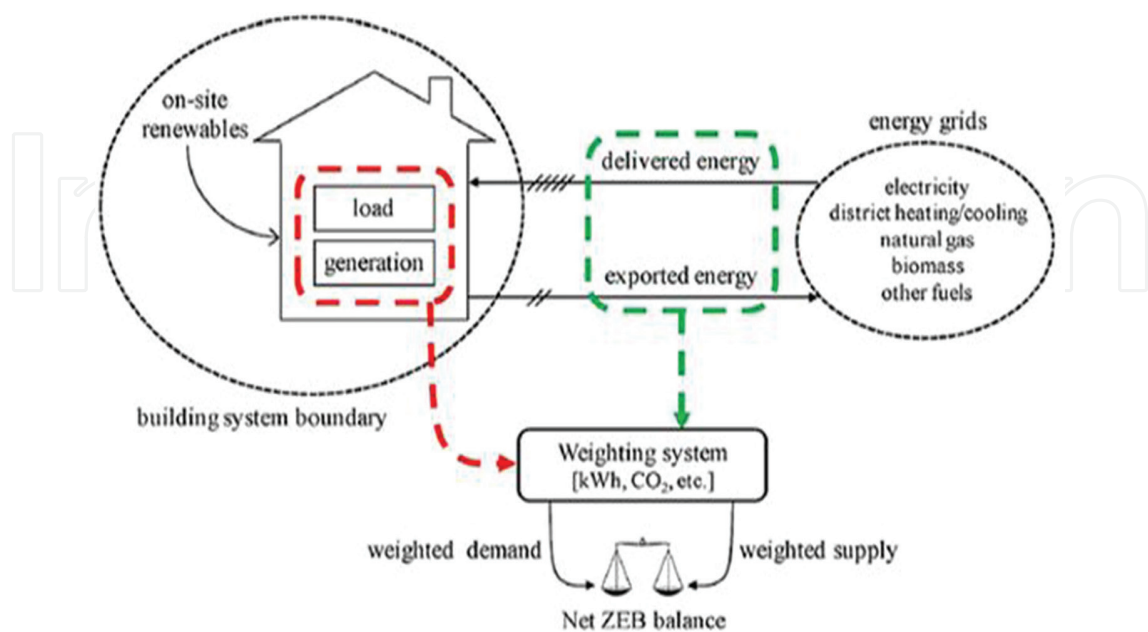 on-site
renewables
load
generation
building system boundary
delivered energy
exported energy
energy grids
electricity
district heating/cooling
natural gas
biomass
other fuels
Weighting system
[kWh, CO₂, etc.]
weighted demand
weighted supply
Net ZEB balance